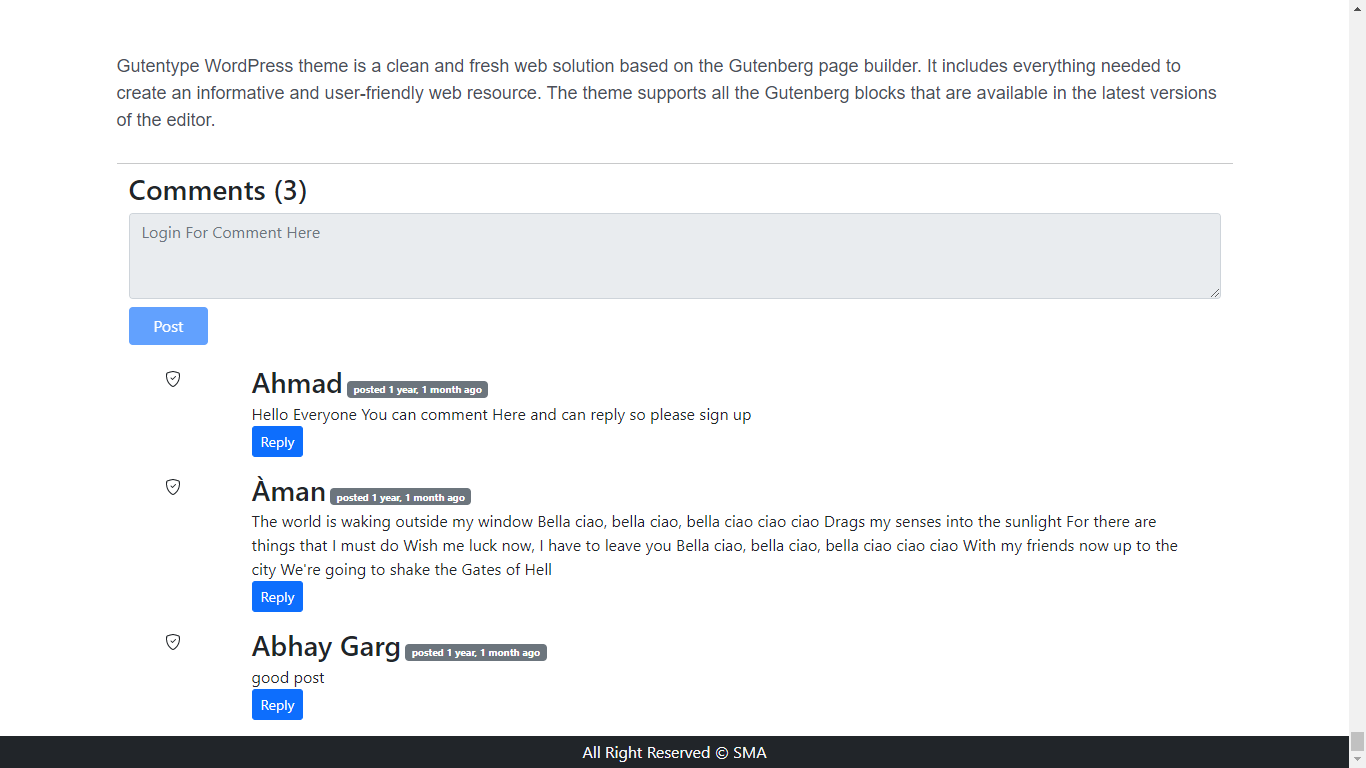 Gutentype WordPress theme is a clean and fresh web solution based on the Gutenberg page builder. It includes everything needed to
create an informative and user-friendly web resource. The theme supports all the Gutenberg blocks that are available in the latest versions
of the editor.
Comments (3)
Login For Comment Here
Post
Ahmad posted 1 year, 1 month ago
Hello Everyone You can comment Here and can reply so please sign up
Reply
Àman posted 1 year, 1 month ago
The world is waking outside my window Bella ciao, bella ciao, bella ciao ciao ciao Drags my senses into the sunlight For there are
things that I must do Wish me luck now, I have to leave you Bella ciao, bella ciao, bella ciao ciao ciao With my friends now up to the
city We're going to shake the Gates of Hell
Reply
Abhay Garg posted 1 year, 1 month ago
good post
Reply
All Right Reserved © SMA